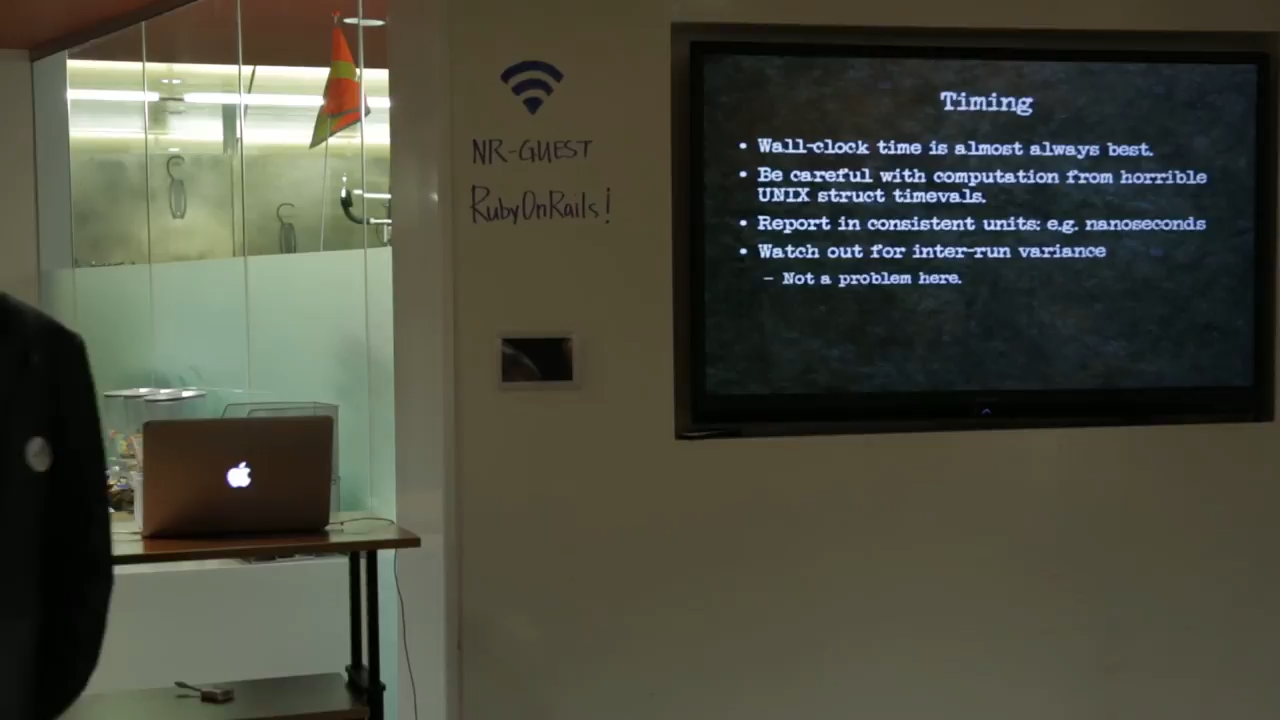 NR-GUEST
RubyOnRails!
Timing
• Wall-clock time is almost always best.
• Be careful with computation from horrible
UNIX struct timevals.
• Report in consistent units: e.g. nanoseconds
• Watch out for inter-run variance
– Not a problem here.